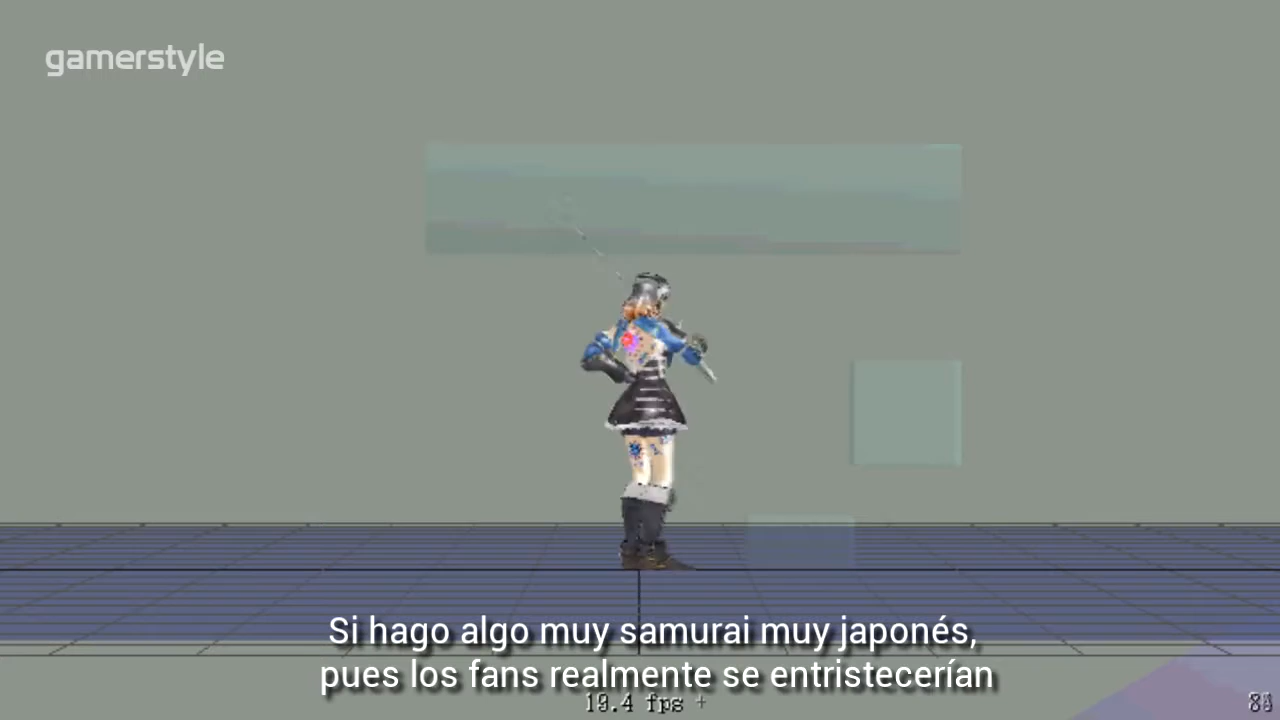 gamerstyle
Si hago algo muy samurai muy japonés,
pues los fans realmente se entristecerían
19.4 fps +